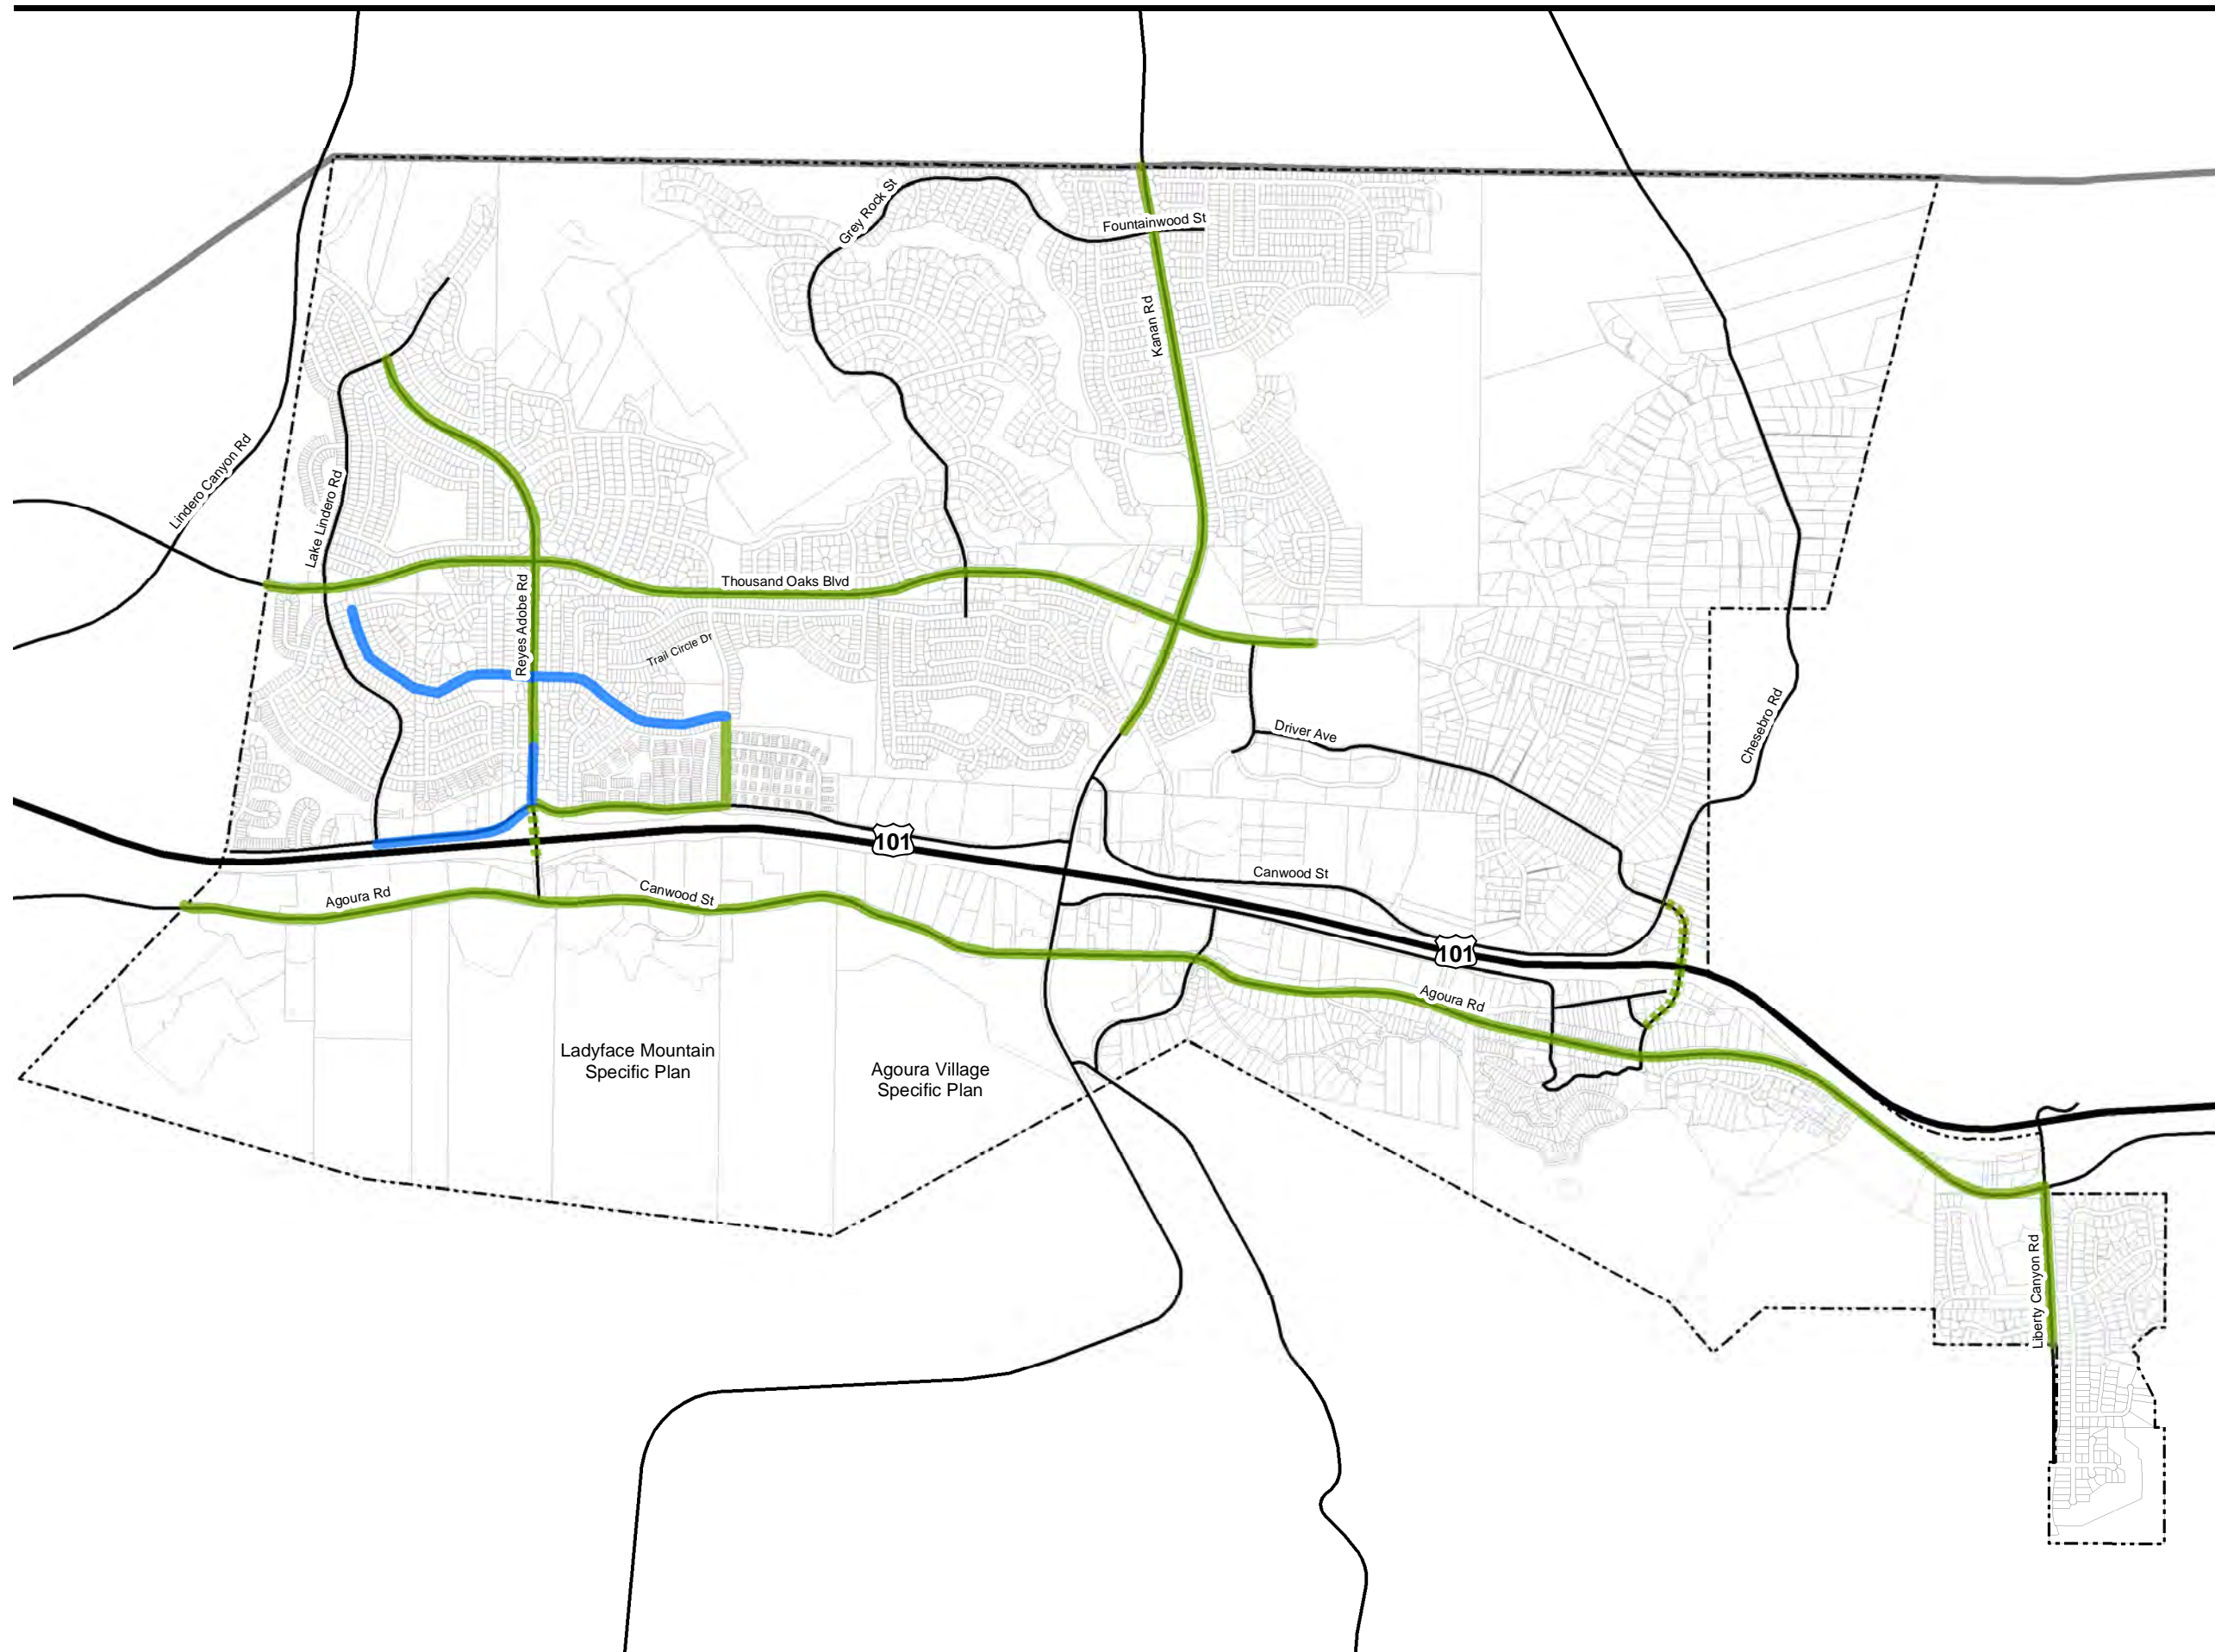 Grey Rock St
Fountainwood St
Kanan Rd
Lindero Canyon Rd
Lake Lindero Rd
Thousand Oaks Blvd
Reyes Adobe Rd
Trail Circle Dr
Driver Ave
Chesebro Rd
101
Canwood St
Agoura Rd
Canwood St
101
Agoura Rd
Ladyface Mountain
Specific Plan
Agoura Village
Specific Plan
Liberty Canyon Rd